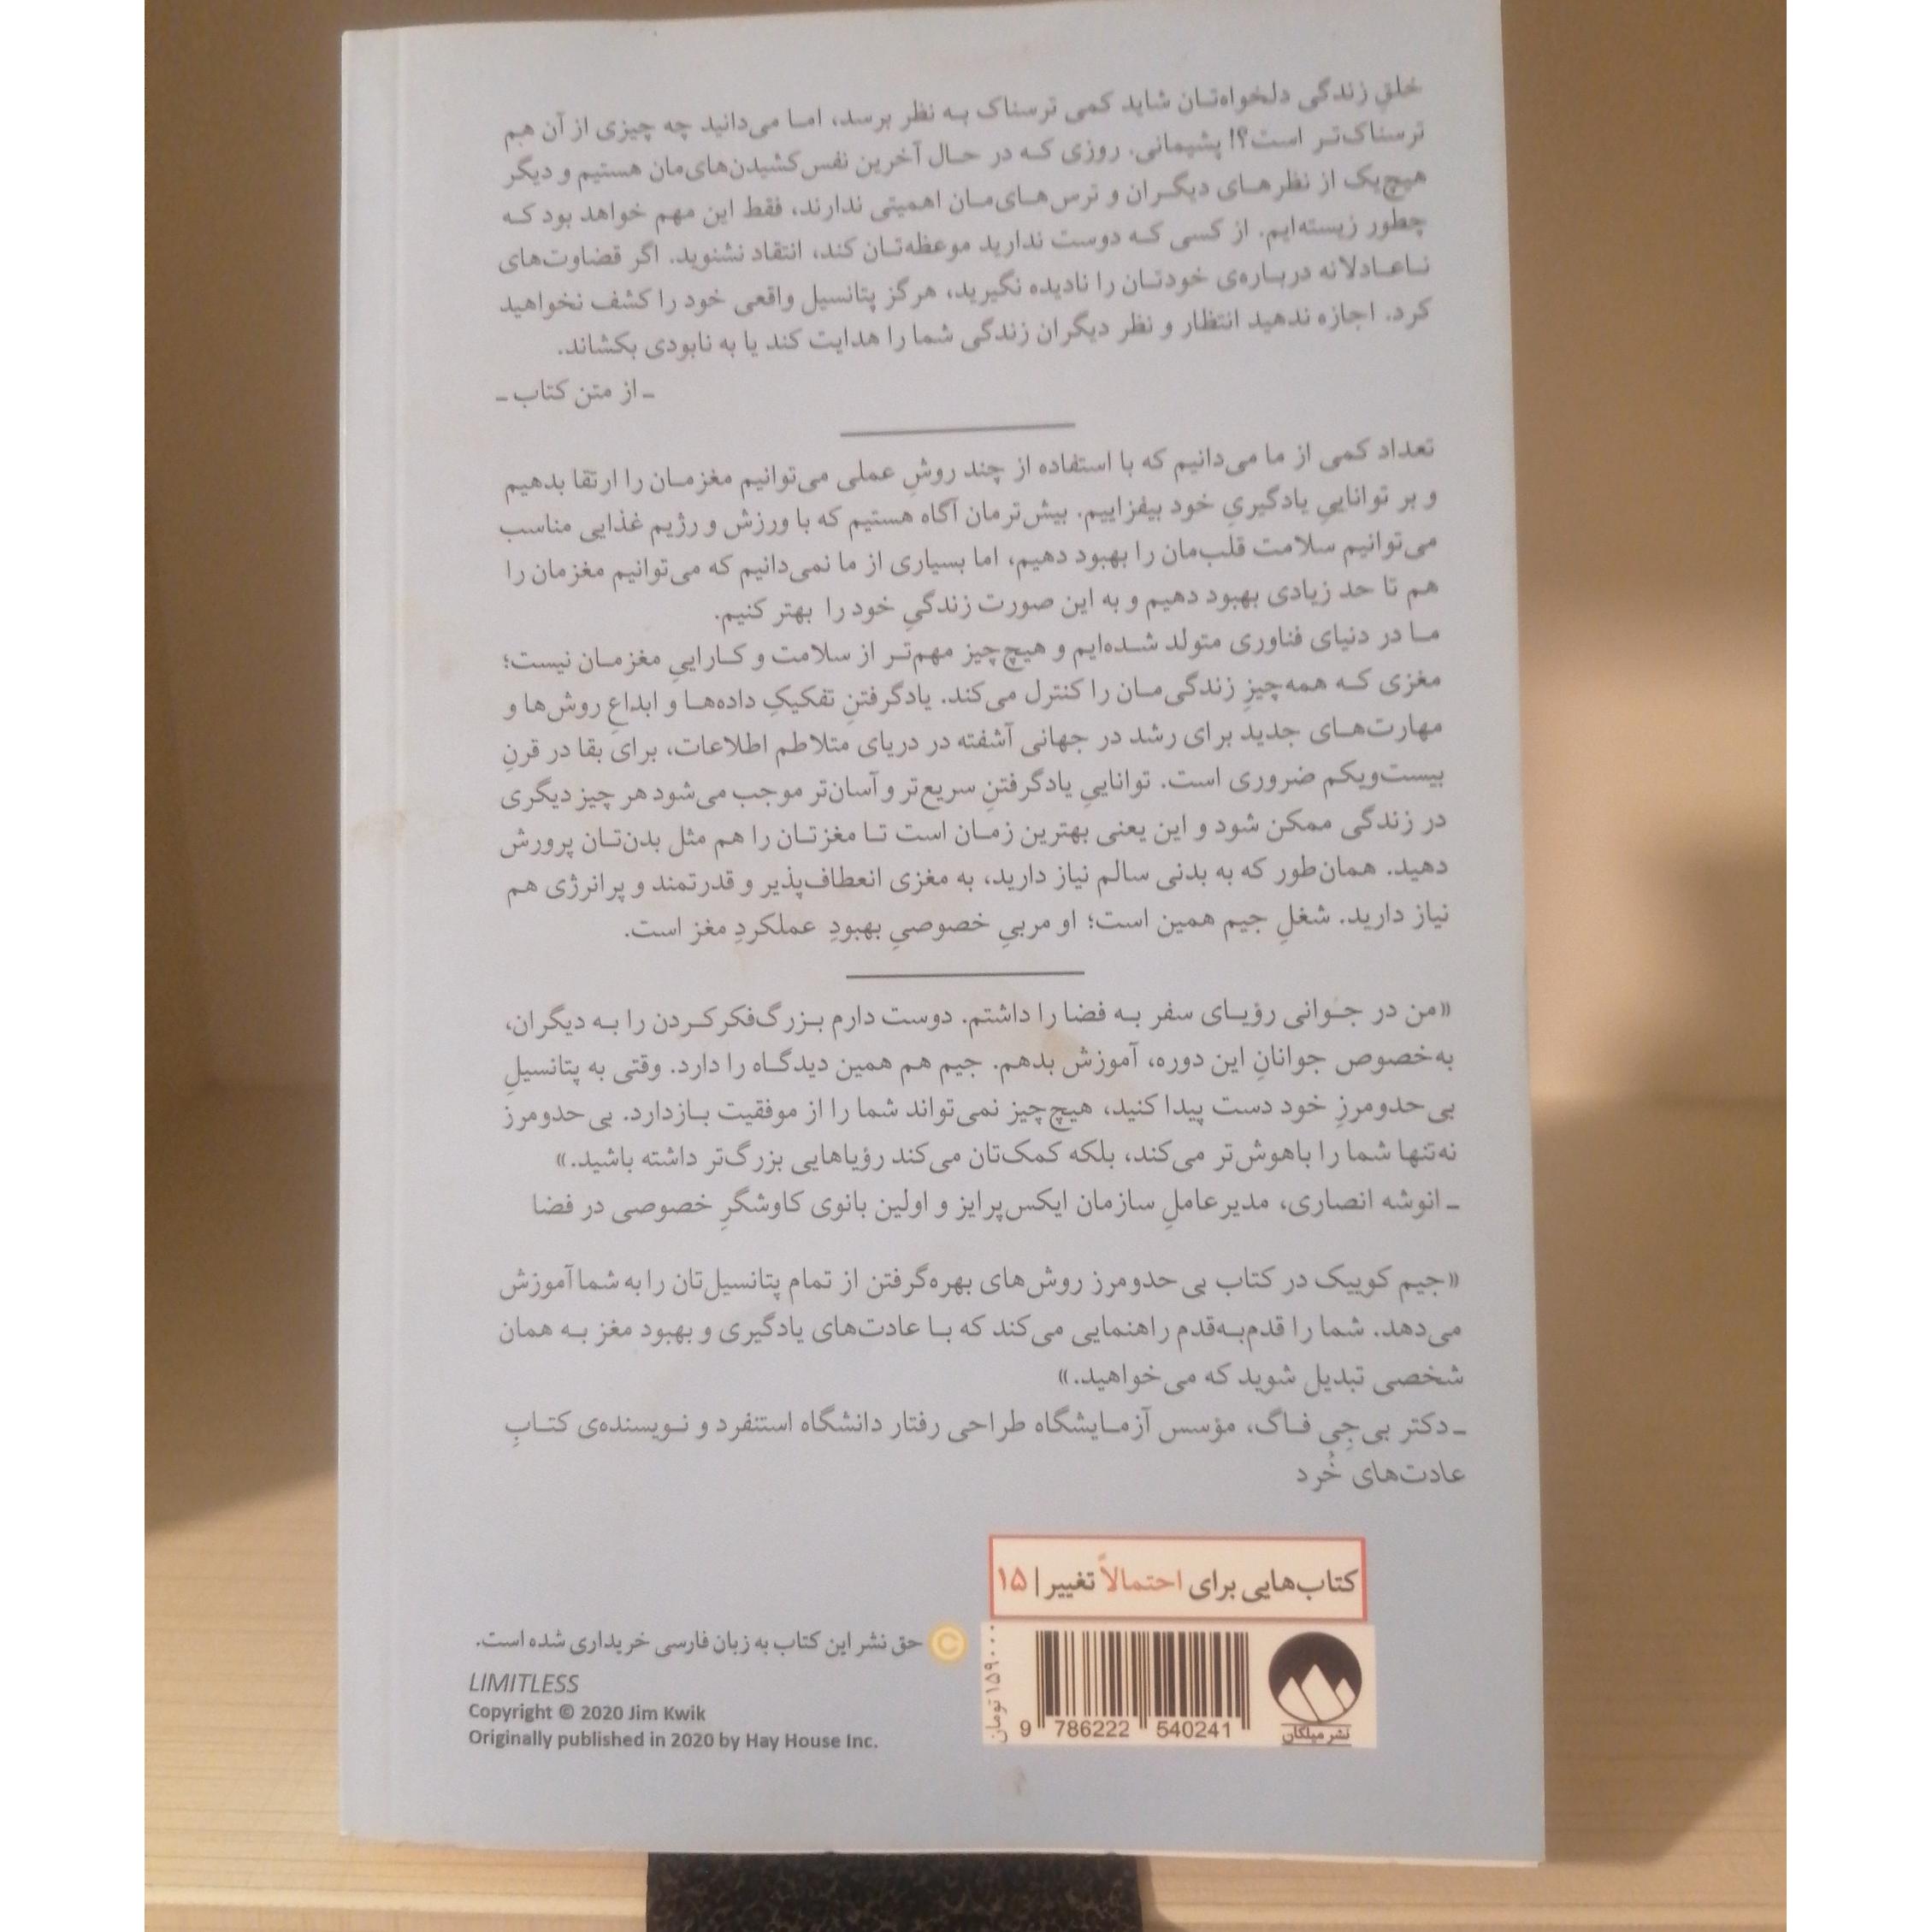 خلقِ زندگی دلخواه‌تان شاید کمی ترسناک به نظر برسد، اما می‌دانید چه چیزی از آن هم
ترسناک‌تر است؟! پشیمانی. روزی که در حال آخرین نفس‌کشیدن‌های‌مان هستیم و دیگر
هیچ‌یک از نظرهای دیگران و ترس‌های‌مان اهمیتی ندارند، فقط این مهم خواهد بود که
چطور زیسته‌ایم. از کسی که دوست ندارید موعظه‌تان کند، انتقاد نشنوید. اگر قضاوت‌های
ناعادلانه درباره‌ی خودتان را نادیده نگیرید، هرگز پتانسیل واقعی خود را کشف نخواهید
کرد. اجازه ندهید انتظار و نظر دیگران زندگی شما را هدایت کند یا به نابودی بکشاند.
ـ از متن کتاب ـ
تعداد کمی از ما می‌دانیم که با استفاده از چند روشِ عملی می‌توانیم مغزمان را ارتقا بدهیم
و بر تواناییِ یادگیریِ خود بیفزاییم. بیش‌ترمان آگاه هستیم که با ورزش و رژیم غذایی مناسب
می‌توانیم سلامت قلب‌مان را بهبود دهیم، اما بسیاری از ما نمی‌دانیم که می‌توانیم مغزمان را
هم تا حد زیادی بهبود دهیم و به این صورت زندگیِ خود را بهتر کنیم.
ما در دنیای فناوری متولد شده‌ایم و هیچ‌چیز مهم‌تر از سلامت و کاراییِ مغزمان نیست؛
مغزی که همه‌چیزِ زندگی‌مان را کنترل می‌کند. یادگرفتنِ تفکیکِ داده‌ها و ابداعِ روش‌ها و
مهارت‌های جدید برای رشد در جهانی آشفته در دریای متلاطم اطلاعات، برای بقا در قرنِ
بیست‌ویکم ضروری است. تواناییِ یادگرفتنِ سریع‌تر و آسان‌تر موجب می‌شود هر چیز دیگری
در زندگی ممکن شود و این یعنی بهترین زمان است تا مغزتان را هم مثل بدن‌تان پرورش
دهید. همان‌طور که به بدنی سالم نیاز دارید، به مغزی انعطاف‌پذیر و قدرتمند و پرانرژی هم
نیاز دارید. شغلِ جیم همین است؛ او مربیِ خصوصیِ بهبودِ عملکردِ مغز است.
«من در جوانی رؤیای سفر به فضا را داشتم. دوست دارم بزرگ‌فکرکردن را به دیگران،
به‌خصوص جوانانِ این دوره، آموزش بدهم. جیم هم همین دیدگاه را دارد. وقتی به پتانسیلِ
بی‌حدومرزِ خود دست پیدا کنید، هیچ‌چیز نمی‌تواند شما را از موفقیت بازدارد. بی‌حدومرز
نه‌تنها شما را باهوش‌تر می‌کند، بلکه کمک‌تان می‌کند رؤیاهایی بزرگ‌تر داشته باشید.»
ـ انوشه انصاری، مدیرعاملِ سازمان ایکس‌پرایز و اولین بانوی کاوشگرِ خصوصی در فضا
«جیم کوییک در کتاب بی‌حدومرز روش‌های بهره‌گرفتن از تمام پتانسیل‌تان را به شما آموزش
می‌دهد. شما را قدم‌به‌قدم راهنمایی می‌کند که با عادت‌های یادگیری و بهبود مغز به همان
شخصی تبدیل شوید که می‌خواهید.»
ـ دکتر بی‌جِی فاگ، مؤسس آزمایشگاه طراحی رفتار دانشگاه استنفرد و نویسنده‌ی کتابِ
عادت‌های خُرد
کتاب‌هایی برای احتمالاً تغییر | ۱۵
حق نشر این کتاب به زبان فارسی خریداری شده است.
LIMITLESS
Copyright © 2020 Jim Kwik
Originally published in 2020 by Hay House Inc.
۱۵۹۰۰۰ تومان
9 786222 540241
نشر میلکان